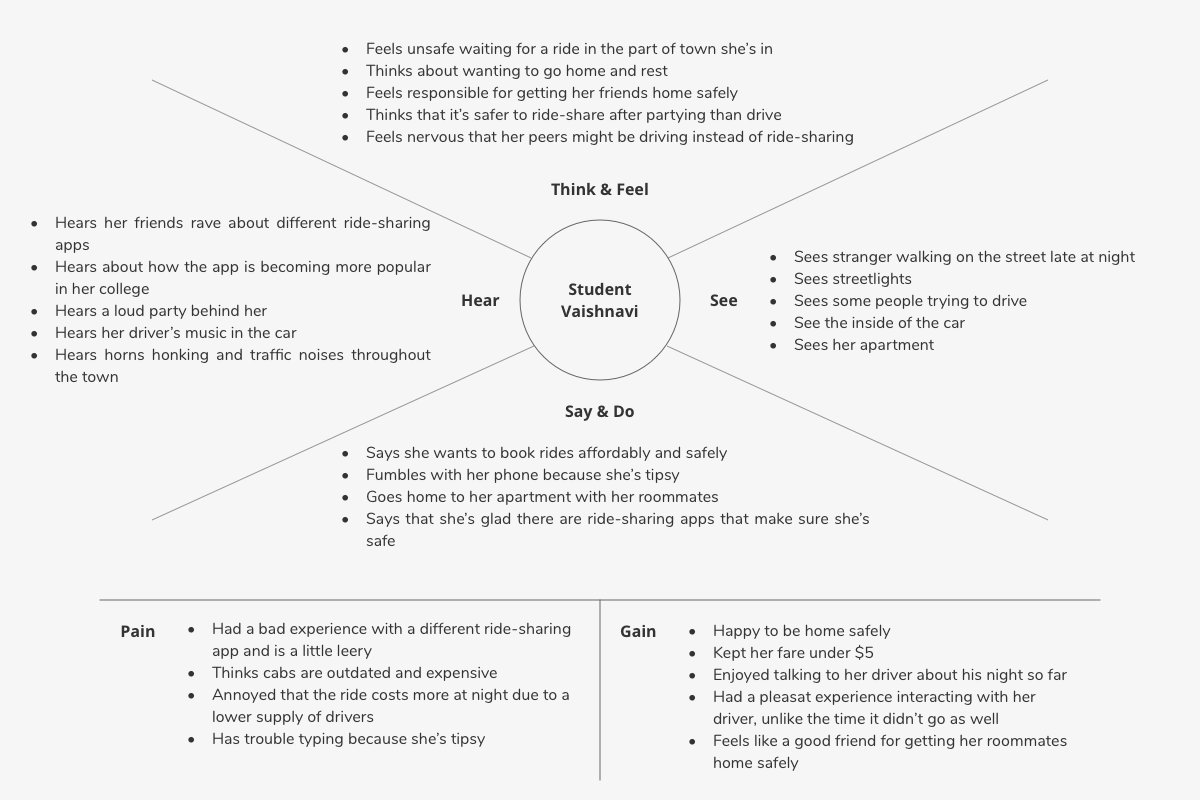 • Feels unsafe waiting for a ride in the part of town she’s in
• Thinks about wanting to go home and rest
• Feels responsible for getting her friends home safely
• Thinks that it’s safer to ride-share after partying than drive
• Feels nervous that her peers might be driving instead of ride-sharing
Think & Feel
• Hears her friends rave about different ride-sharing
apps
• Hears about how the app is becoming more popular
in her college
• Hears a loud party behind her
• Hears her driver’s music in the car
• Hears horns honking and traffic noises throughout
the town
Hear
Student
Vaishnavi
See
• Sees stranger walking on the street late at night
• Sees streetlights
• Sees some people trying to drive
• See the inside of the car
• Sees her apartment
Say & Do
• Says she wants to book rides affordably and safely
• Fumbles with her phone because she’s tipsy
• Goes home to her apartment with her roommates
• Says that she’s glad there are ride-sharing apps that make sure she’s
safe
Pain
• Had a bad experience with a different ride-sharing
app and is a little leery
• Thinks cabs are outdated and expensive
• Annoyed that the ride costs more at night due to a
lower supply of drivers
• Has trouble typing because she’s tipsy
Gain
• Happy to be home safely
• Kept her fare under $5
• Enjoyed talking to her driver about his night so far
• Had a pleasat experience interacting with her
driver, unlike the time it didn’t go as well
• Feels like a good friend for getting her roommates
home safely